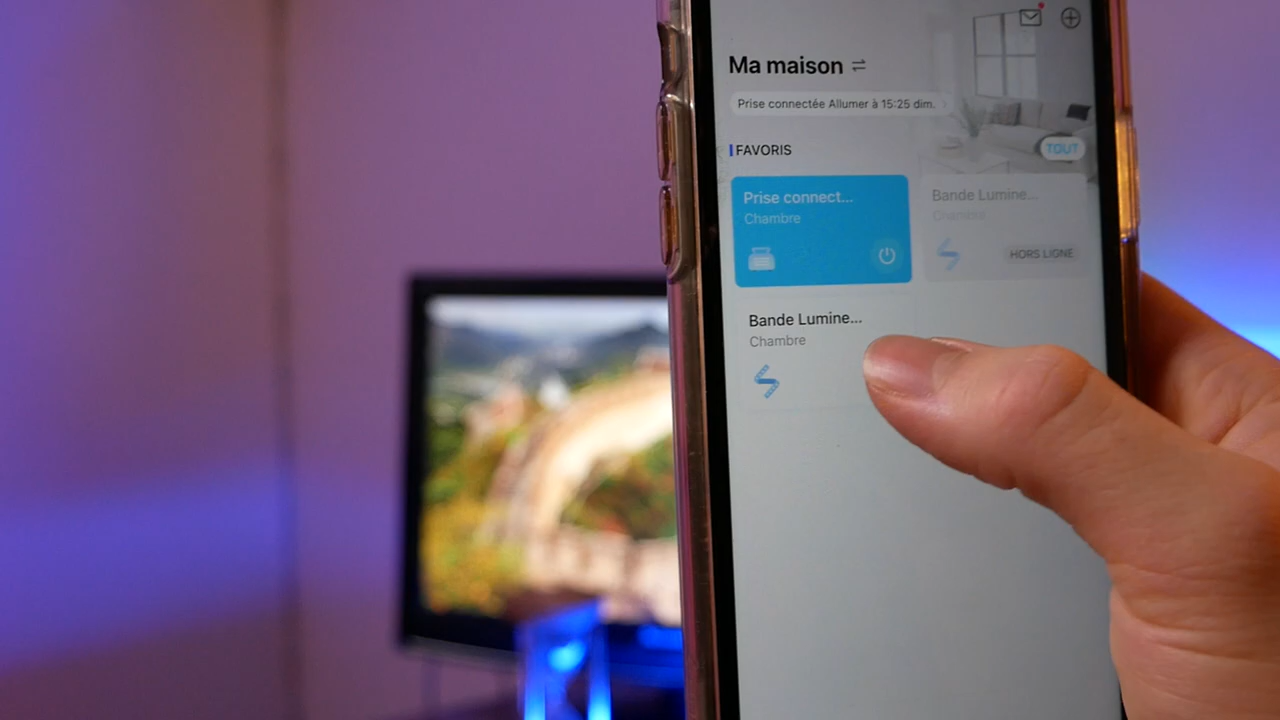 Ma maison
Prise connectée Allumer à 15:25 dim.
FAVORIS
TOUT
Prise connect...
Chambre
Bande Lumine...
Chambre
HORS LIGNE
Bande Lumine...
Chambre